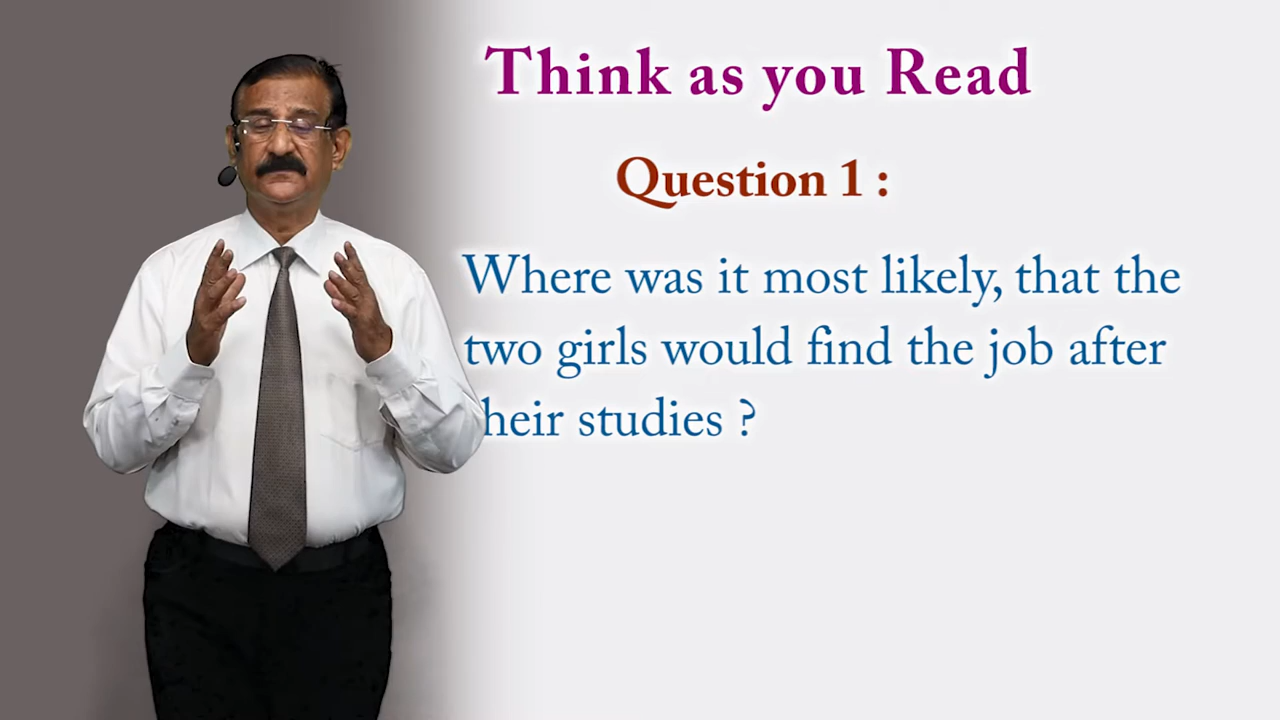 Think as you Read
Question 1 :
Where was it most likely, that the
two girls would find the job after
their studies ?